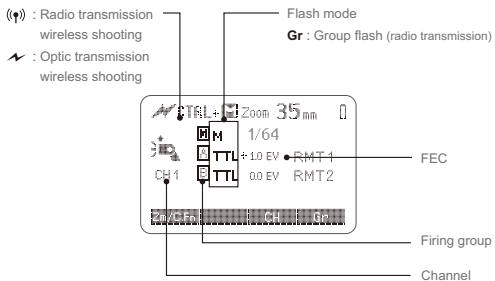 : Radio transmission
wireless shooting
: Optic transmission
wireless shooting
Flash mode
Gr : Group flash (radio transmission)
CTRL+M Zoom 35mm
M M 1/64
A TTL +1.0 EV RMT1
CH1 B TTL 0.0 EV RMT2
Zm/C.Fn CH Gr
FEC
Firing group
Channel